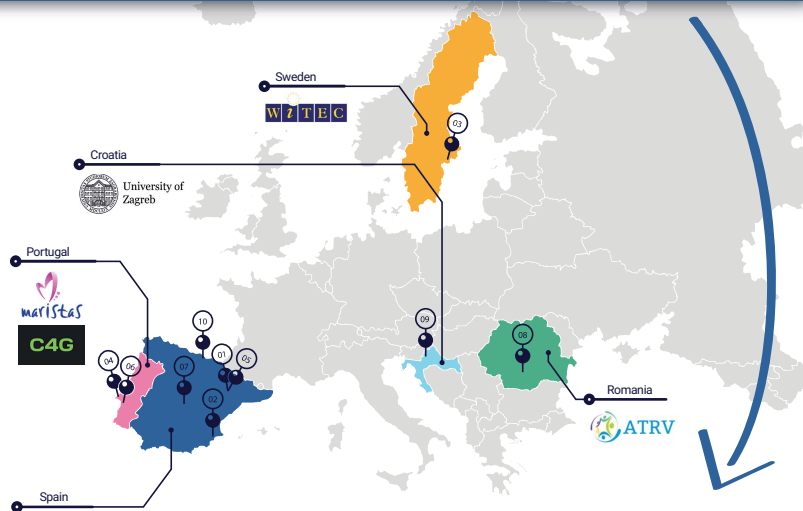 Sweden
WiTEC
03
Croatia
University of
Zagreb
Portugal
maristas
C4G
10
09
08
04
06
01
05
07
02
Romania
ATRV
Spain